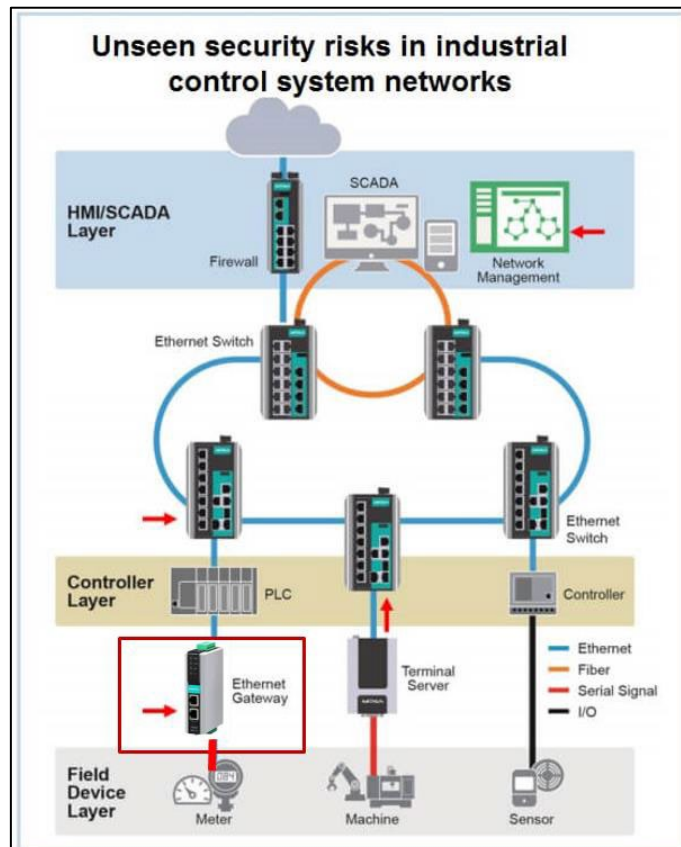 Unseen security risks in industrial
control system networks
HMI/SCADA
Layer
SCADA
Firewall
Network
Management
Ethernet Switch
Ethernet
Switch
Controller
Layer
PLC
Controller
Ethernet
Gateway
Terminal
Server
Ethernet
Fiber
Serial Signal
I/O
Field
Device
Layer
Meter
Machine
Sensor